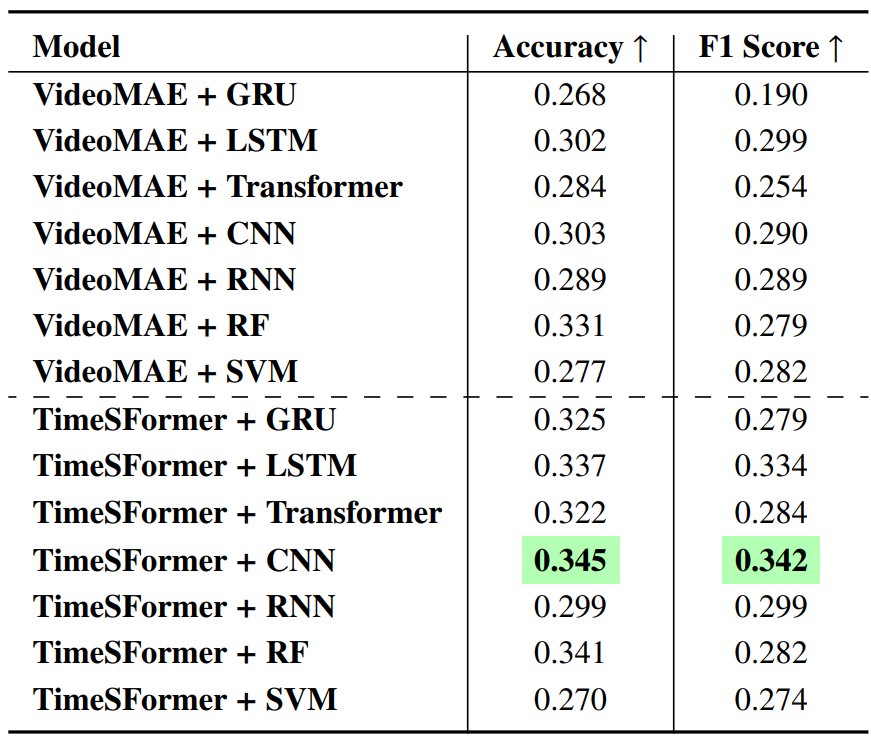 Model Accuracy ↑ F1 Score ↑
VideoMAE + GRU 0.268 0.190
VideoMAE + LSTM 0.302 0.299
VideoMAE + Transformer 0.284 0.254
VideoMAE + CNN 0.303 0.290
VideoMAE + RNN 0.289 0.289
VideoMAE + RF 0.331 0.279
VideoMAE + SVM 0.277 0.282
TimeSFormer + GRU 0.325 0.279
TimeSFormer + LSTM 0.337 0.334
TimeSFormer + Transformer 0.322 0.284
TimeSFormer + CNN 0.345 0.342
TimeSFormer + RNN 0.299 0.299
TimeSFormer + RF 0.341 0.282
TimeSFormer + SVM 0.270 0.274